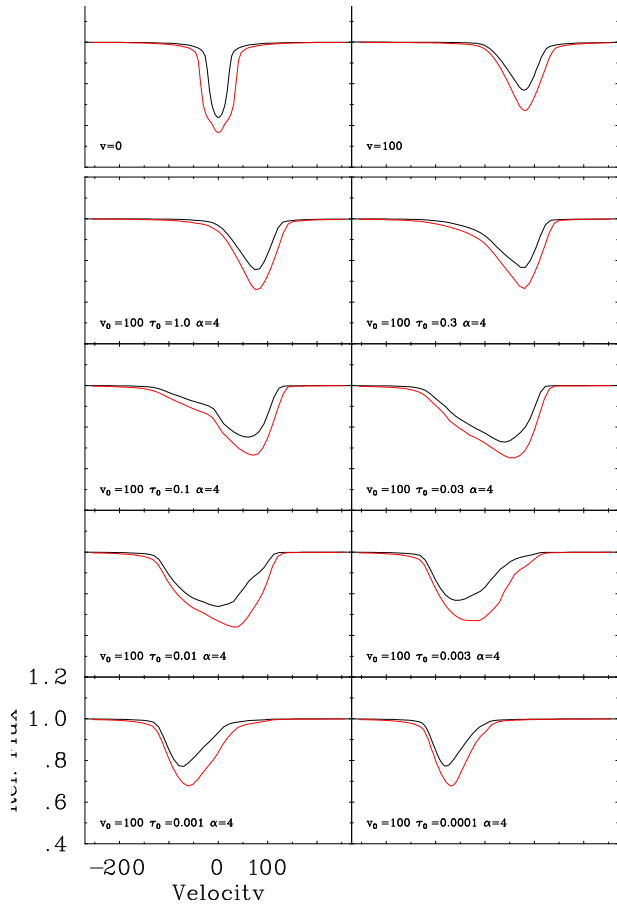 v=0
v=100
v₀=100 τ₀=1.0 α=4
v₀=100 τ₀=0.3 α=4
v₀=100 τ₀=0.1 α=4
v₀=100 τ₀=0.03 α=4
v₀=100 τ₀=0.01 α=4
v₀=100 τ₀=0.003 α=4
1.2
1.0
.8
.6
.4
v₀=100 τ₀=0.001 α=4
v₀=100 τ₀=0.0001 α=4
−200 0 100
Velocity